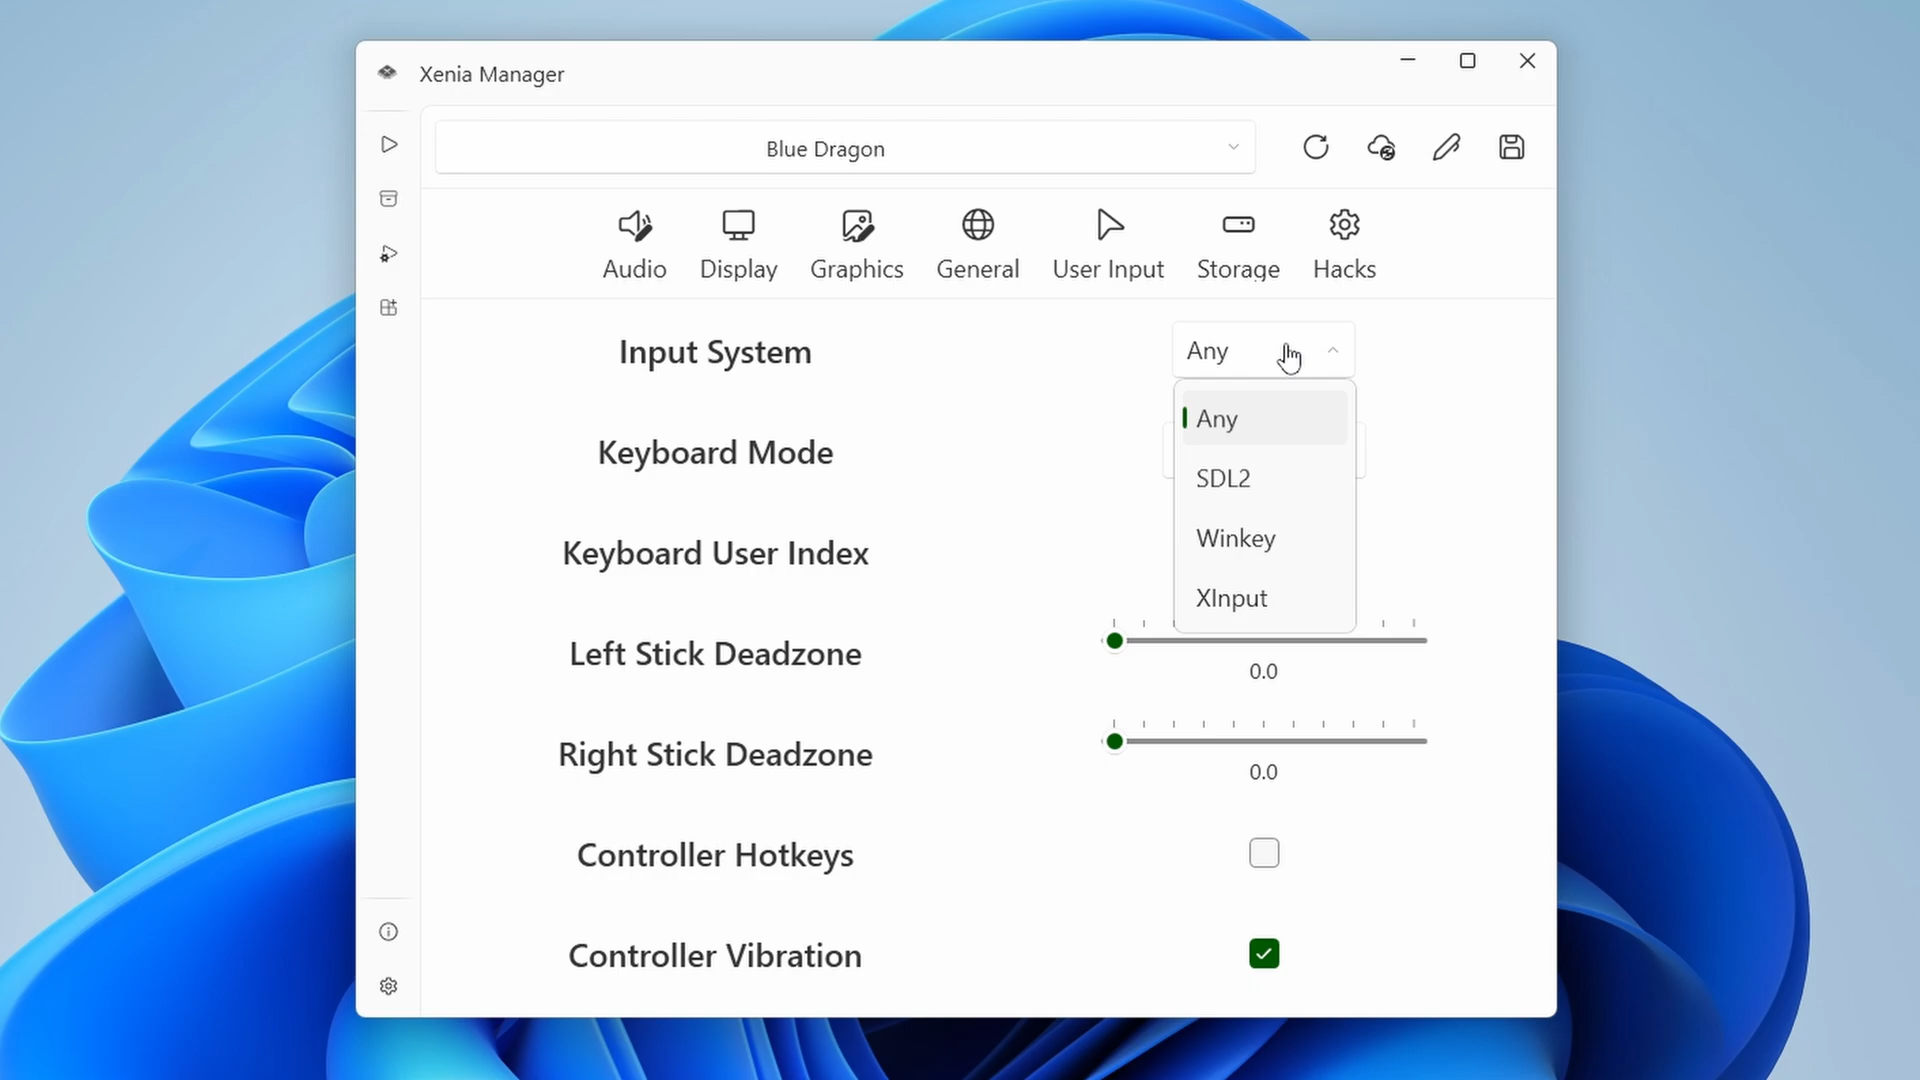 Xenia Manager
Blue Dragon
Audio Display Graphics General User Input Storage Hacks
Input System Any
Any
Keyboard Mode
SDL2
Winkey
Keyboard User Index
XInput
Left Stick Deadzone
0.0
Right Stick Deadzone
0.0
Controller Hotkeys
Controller Vibration